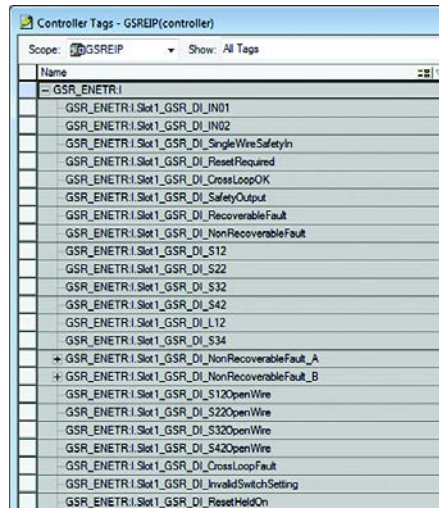 Controller Tags - GSREIP(controller)
Scope: GSREIP Show: All Tags
Name
GSR_ENETR:I
GSR_ENETR:I.Slot1_GSR_DI_IN01
GSR_ENETR:I.Slot1_GSR_DI_IN02
GSR_ENETR:I.Slot1_GSR_DI_SingleWireSafetyIn
GSR_ENETR:I.Slot1_GSR_DI_ResetRequired
GSR_ENETR:I.Slot1_GSR_DI_CrossLoopOK
GSR_ENETR:I.Slot1_GSR_DI_SafetyOutput
GSR_ENETR:I.Slot1_GSR_DI_RecoverableFault
GSR_ENETR:I.Slot1_GSR_DI_NonRecoverableFault
GSR_ENETR:I.Slot1_GSR_DI_S12
GSR_ENETR:I.Slot1_GSR_DI_S22
GSR_ENETR:I.Slot1_GSR_DI_S32
GSR_ENETR:I.Slot1_GSR_DI_S42
GSR_ENETR:I.Slot1_GSR_DI_L12
GSR_ENETR:I.Slot1_GSR_DI_S34
GSR_ENETR:I.Slot1_GSR_DI_NonRecoverableFault_A
GSR_ENETR:I.Slot1_GSR_DI_NonRecoverableFault_B
GSR_ENETR:I.Slot1_GSR_DI_S12OpenWire
GSR_ENETR:I.Slot1_GSR_DI_S22OpenWire
GSR_ENETR:I.Slot1_GSR_DI_S32OpenWire
GSR_ENETR:I.Slot1_GSR_DI_S42OpenWire
GSR_ENETR:I.Slot1_GSR_DI_CrossLoopFault
GSR_ENETR:I.Slot1_GSR_DI_InvalidSwitchSetting
GSR_ENETR:I.Slot1_GSR_DI_ResetHeldOn